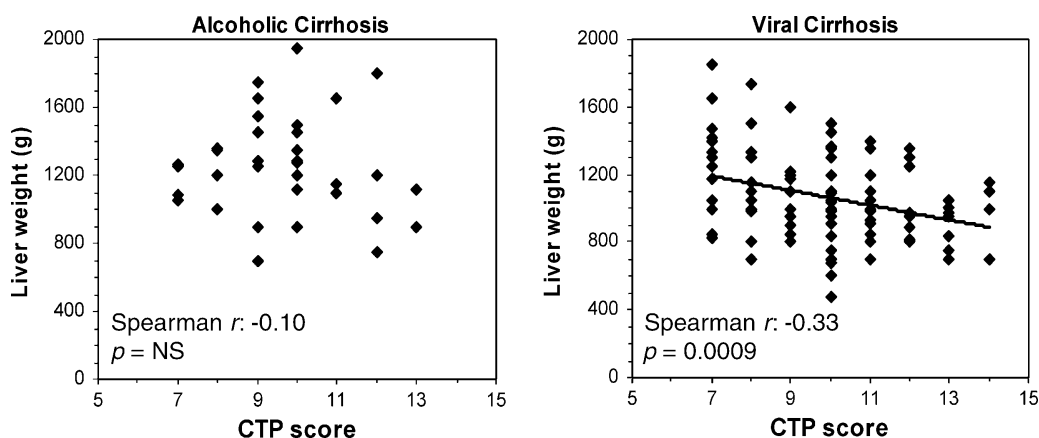 Alcoholic Cirrhosis
Liver weight (g)
2000
1600
1200
800
400
0
Spearman r: -0.10
p = NS
5 7 9 11 13 15
CTP score
Viral Cirrhosis
Liver weight (g)
2000
1600
1200
800
400
0
Spearman r: -0.33
p = 0.0009
5 7 9 11 13 15
CTP score